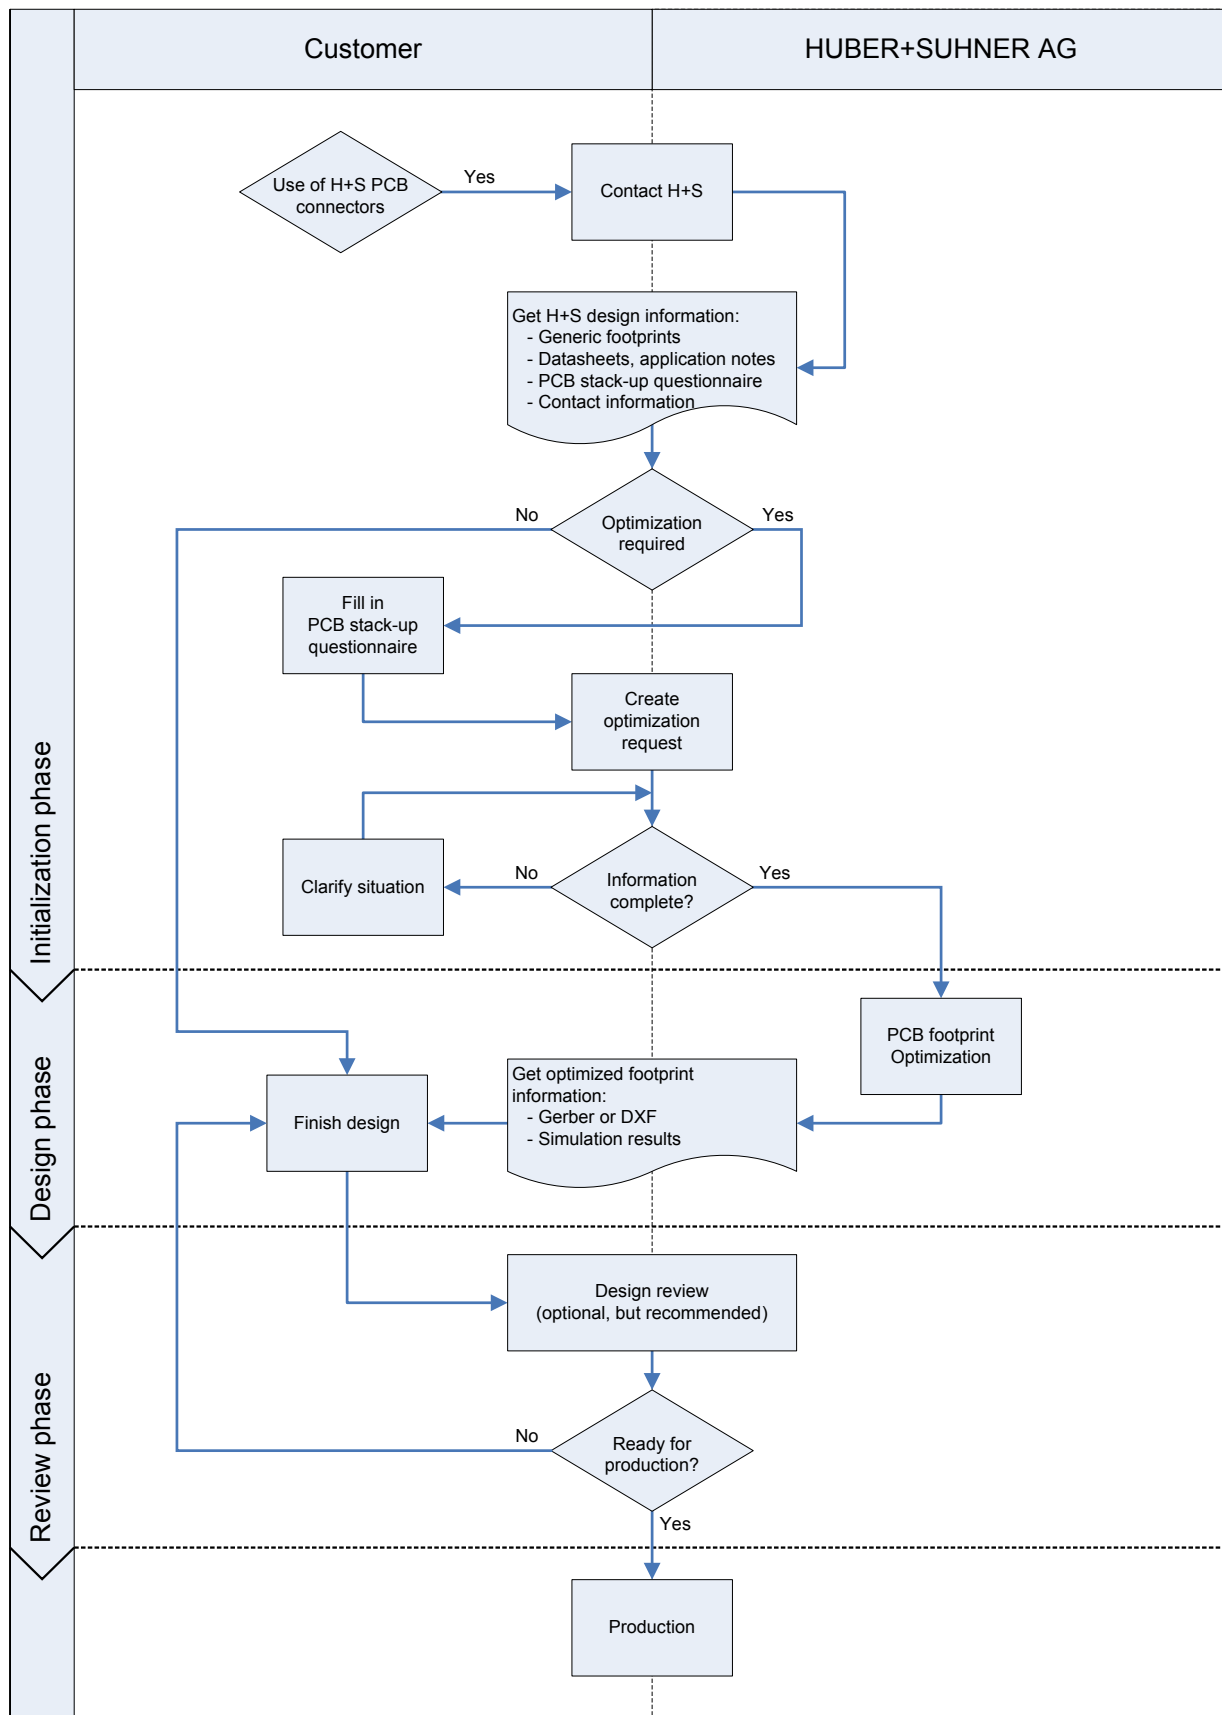 Customer
HUBER+SUHNER AG
Use of H+S PCB
connectors
Yes
Contact H+S
Get H+S design information:
- Generic footprints
- Datasheets, application notes
- PCB stack-up questionnaire
- Contact information
No
Optimization
required
Yes
Fill in
PCB stack-up
questionnaire
Create
optimization
request
Initialization phase
Clarify situation
No
Information
complete?
Yes
PCB footprint
Optimization
Design phase
Finish design
Get optimized footprint
information:
- Gerber or DXF
- Simulation results
Design review
(optional, but recommended)
Review phase
No
Ready for
production?
Yes
Production